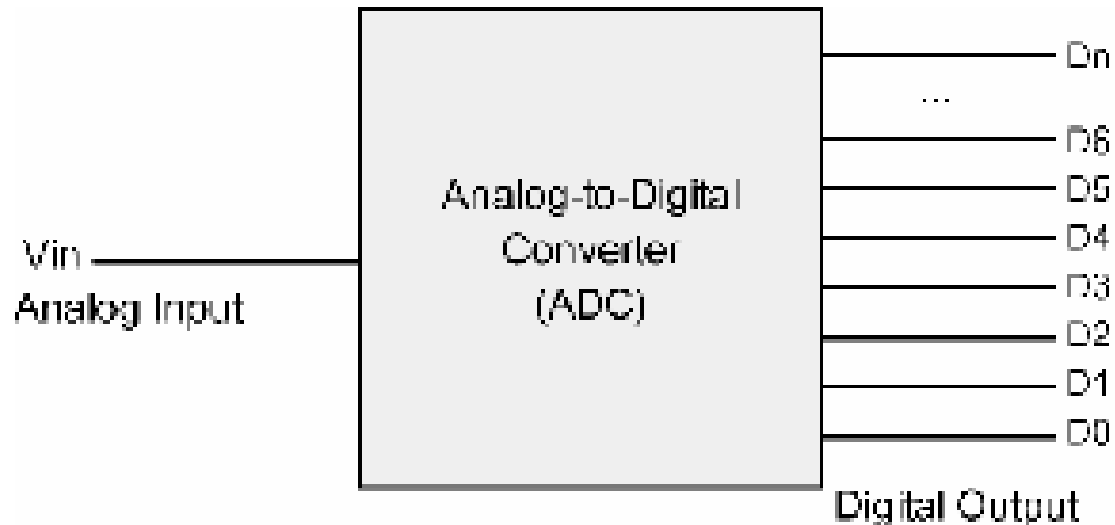 Dn
...
D6
D5
Analog-to-Digital
D4
Converter
Vin
D3
(ADC)
Analog Input
D2
D1
D0
Digital Output